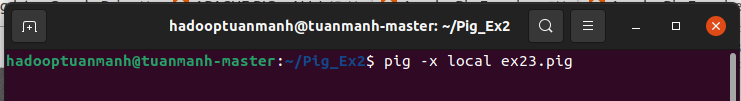 hadooptuanmanh@tuanmanh-master: ~/Pig_Ex2
hadooptuanmanh@tuanmanh-master:~/Pig_Ex2$ pig -x local ex23.pig